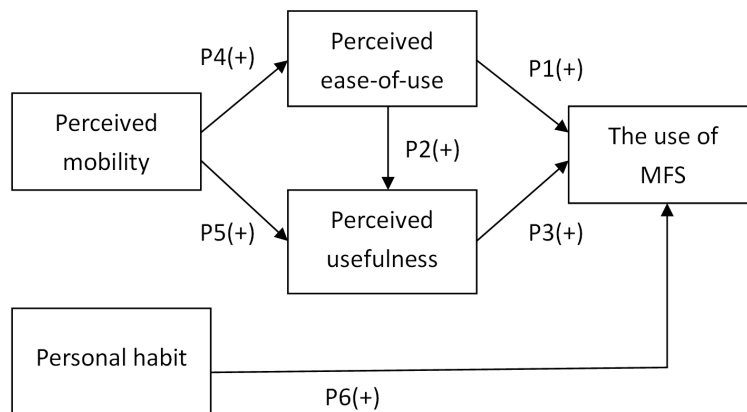 Perceived
ease-of-use
P4(+)
P1(+)
Perceived
mobility
The use of
MFS
P2(+)
Perceived
usefulness
P5(+)
P3(+)
Personal habit
P6(+)